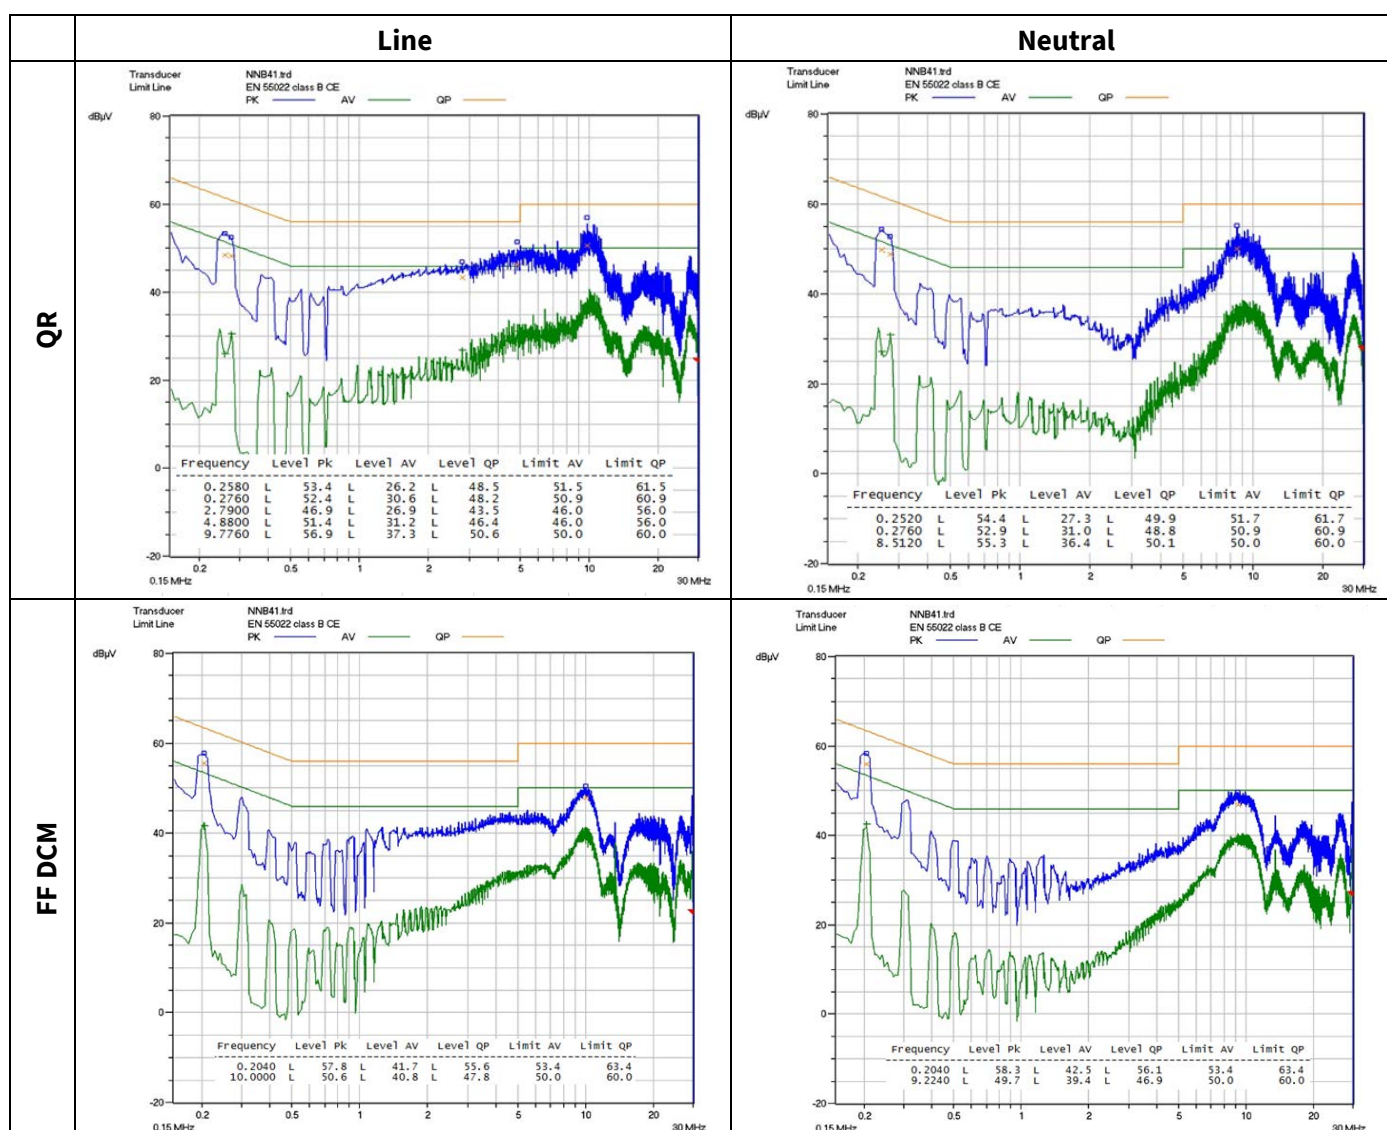 Line Neutral
QR
Transducer NNB41.trd
Limit Line EN 55022 class B CE
PK AV QP
dBµV
80
60
40
20
0
-20
Frequency Level Pk Level AV Level QP Limit AV Limit QP
0.2580 L 53.4 L 26.2 L 48.5 51.5 61.5
0.2760 L 52.4 L 30.6 L 48.2 50.9 60.9
2.7900 L 46.9 L 26.9 L 43.5 46.0 56.0
4.8800 L 51.4 L 31.2 L 46.4 46.0 56.0
9.7760 L 56.9 L 37.3 L 50.6 50.0 60.0
0.2 0.5 1 2 5 10 20
0.15 MHz 30 MHz
Transducer NNB41.trd
Limit Line EN 55022 class B CE
PK AV QP
dBµV
80
60
40
20
0
-20
Frequency Level Pk Level AV Level QP Limit AV Limit QP
0.2520 L 54.4 L 27.3 L 49.9 51.7 61.7
0.2760 L 52.9 L 31.0 L 48.8 50.9 60.9
8.5120 L 55.3 L 36.4 L 50.1 50.0 60.0
0.2 0.5 1 2 5 10 20
0.15 MHz 30 MHz
FF DCM
Transducer NNB41.trd
Limit Line EN 55022 class B CE
PK AV QP
dBµV
80
60
40
20
0
-20
Frequency Level Pk Level AV Level QP Limit AV Limit QP
0.2040 L 57.8 L 41.7 L 55.6 53.4 63.4
10.0000 L 50.6 L 40.8 L 47.8 50.0 60.0
0.2 0.5 1 2 5 10 20
0.15 MHz 30 MHz
Transducer NNB41.trd
Limit Line EN 55022 class B CE
PK AV QP
dBµV
80
60
40
20
0
-20
Frequency Level Pk Level AV Level QP Limit AV Limit QP
0.2040 L 58.3 L 42.5 L 56.1 53.4 63.4
9.2240 L 49.7 L 39.4 L 46.9 50.0 60.0
0.2 0.5 1 2 5 10 20
0.15 MHz 30 MHz